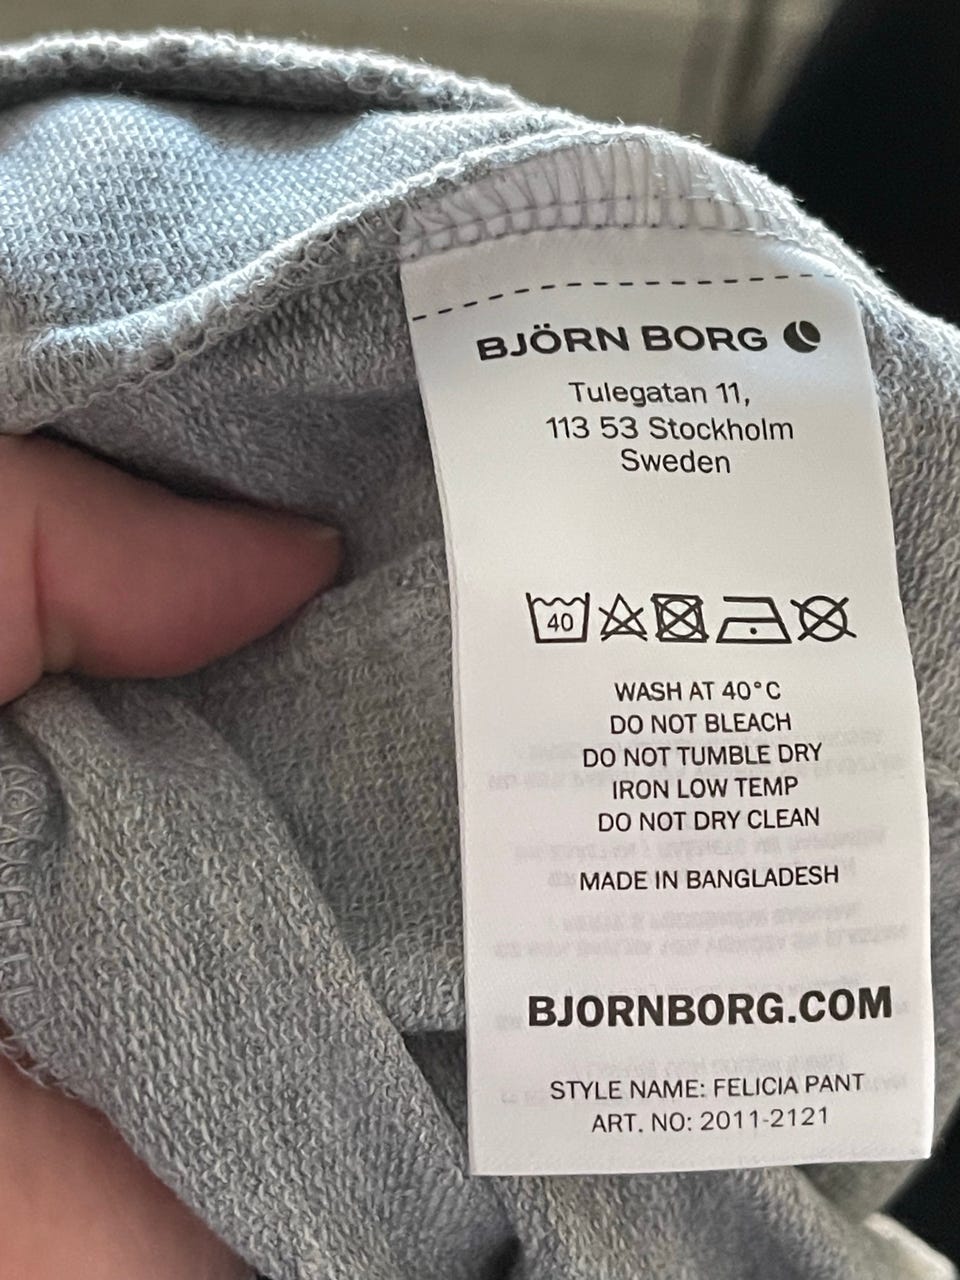 BJÖRN BORG
Tulegatan 11,
113 53 Stockholm
Sweden
40
WASH AT 40°C
DO NOT BLEACH
DO NOT TUMBLE DRY
IRON LOW TEMP
DO NOT DRY CLEAN
MADE IN BANGLADESH
BJORNBORG.COM
STYLE NAME: FELICIA PANT
ART. NO: 2011-2121